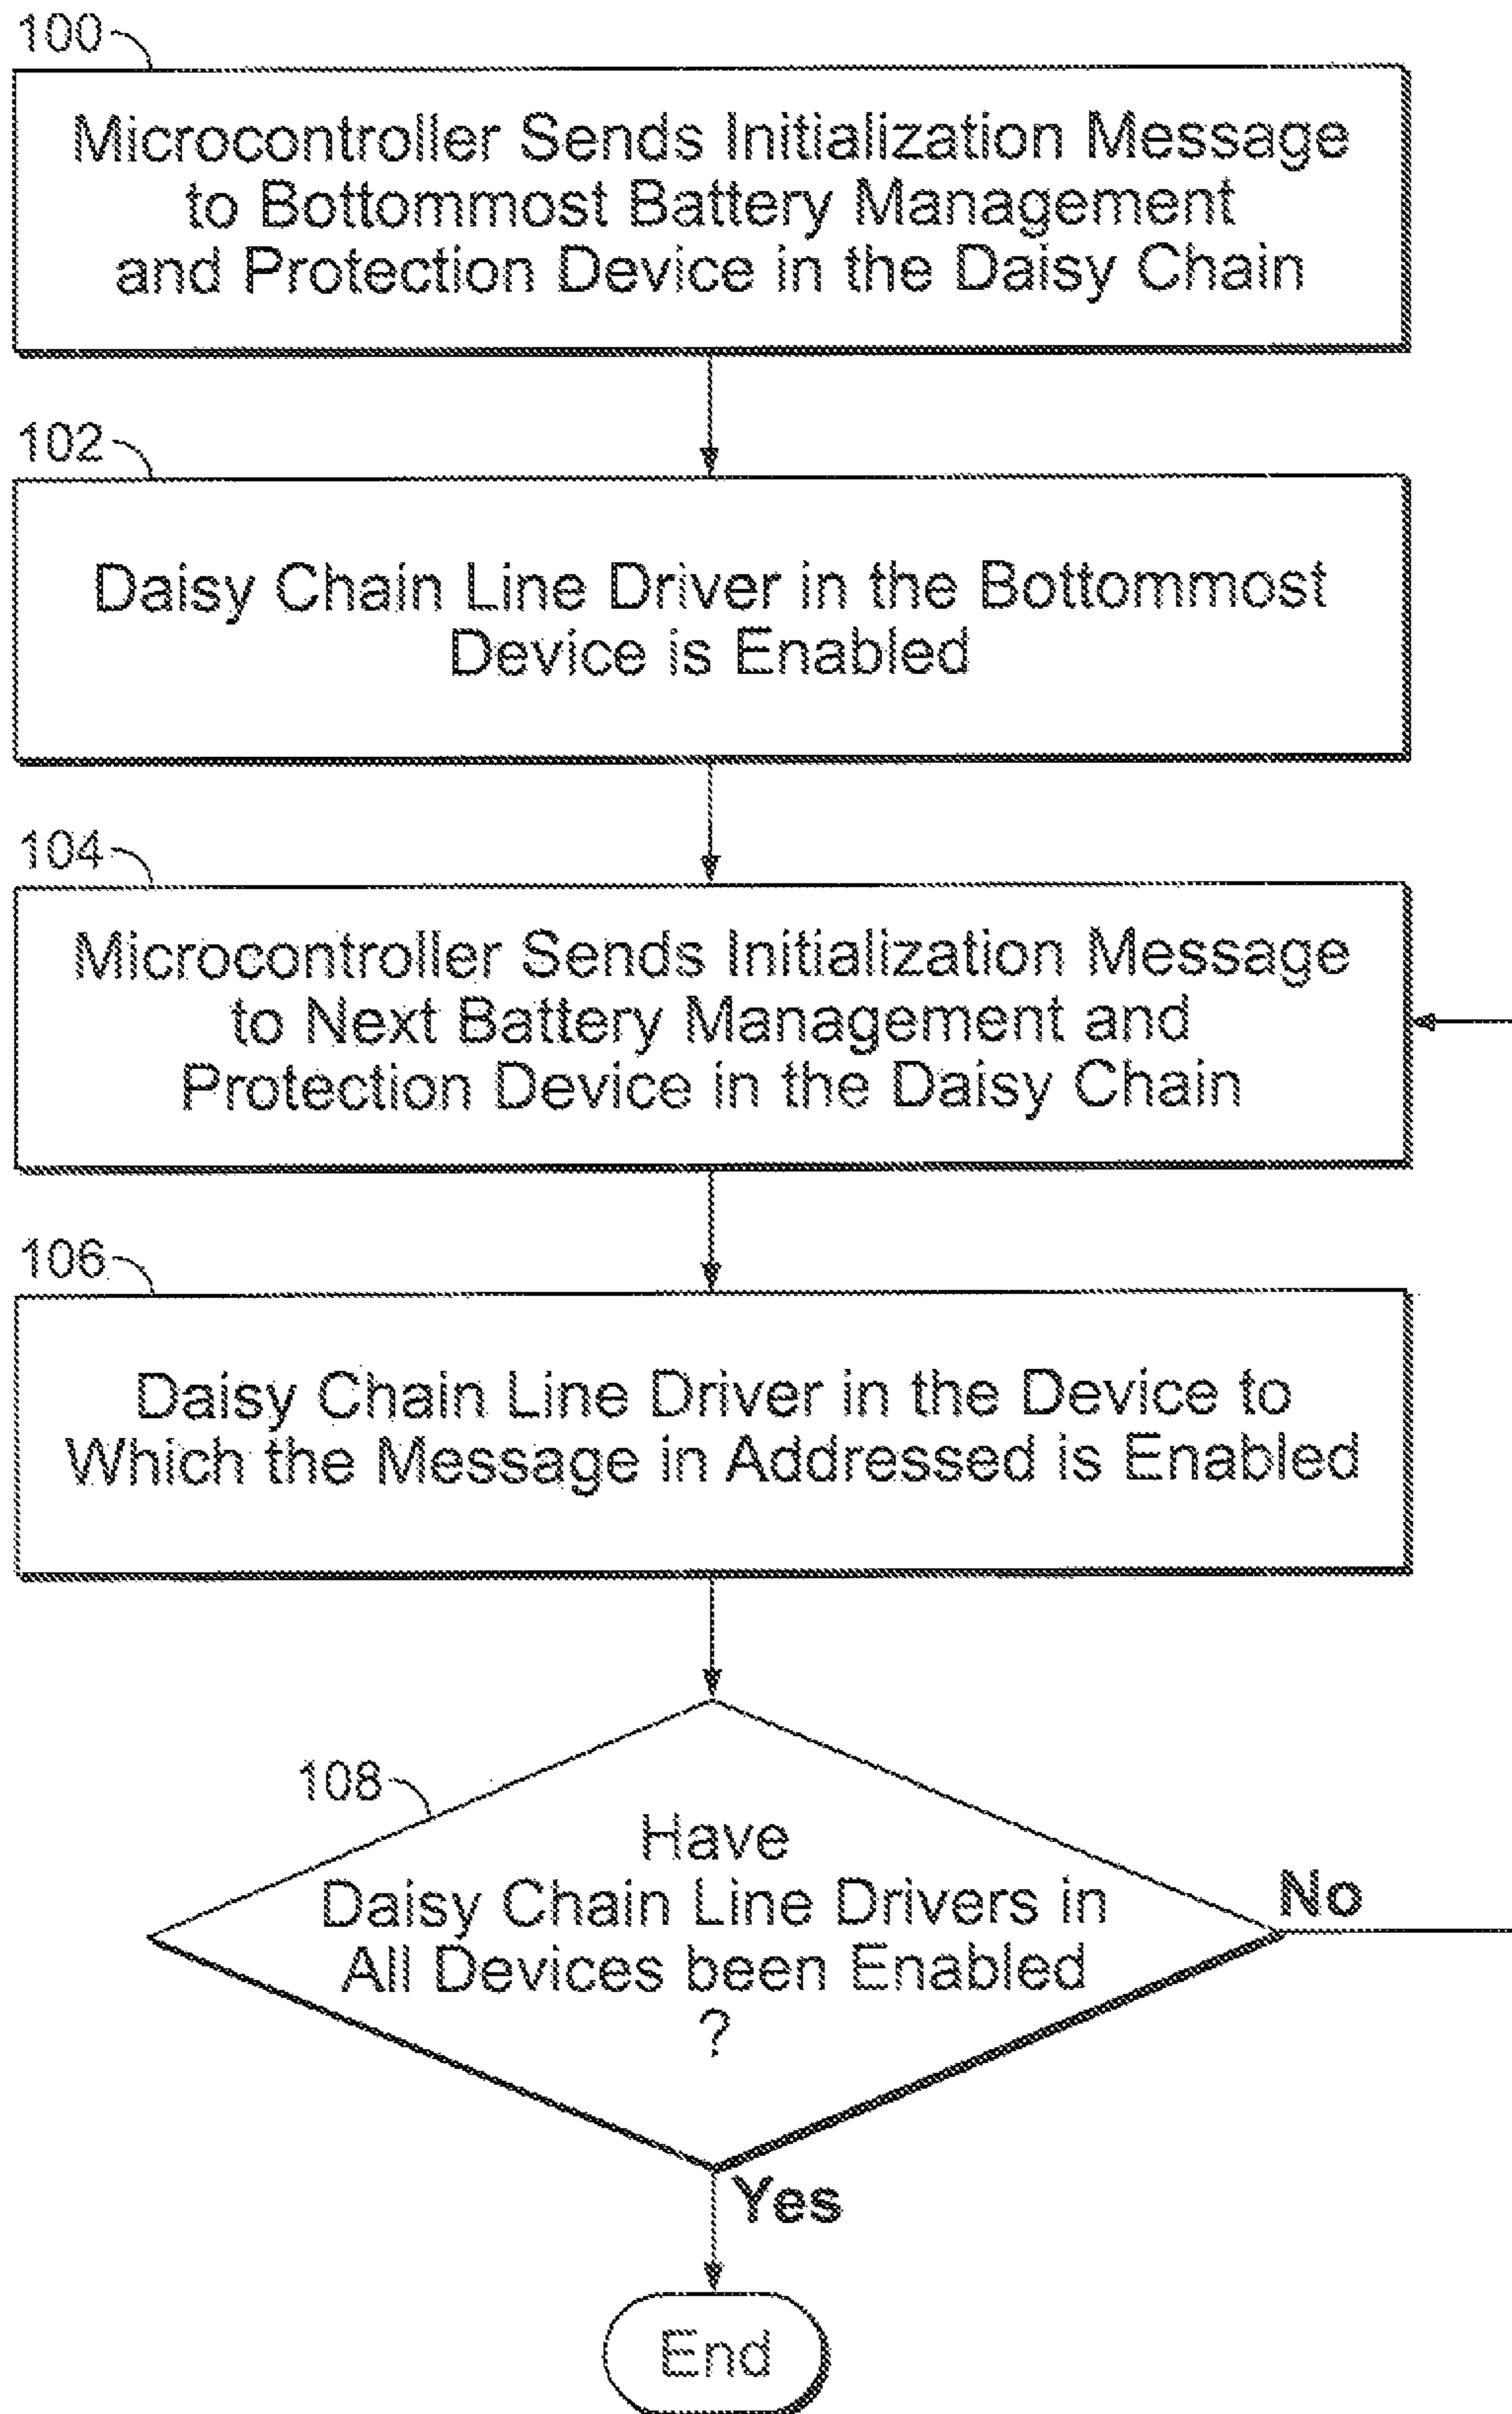 100
Microcontroller Sends Initialization Message
to Bottommost Battery Management
and Protection Device in the Daisy Chain
102
Daisy Chain Line Driver in the Bottommost
Device is Enabled
104
Microcontroller Sends Initialization Message
to Next Battery Management and
Protection Device in the Daisy Chain
106
Daisy Chain Line Driver in the Device to
Which the Message in Addressed is Enabled
108
Have
Daisy Chain Line Drivers in
All Devices been Enabled
?
No
Yes
End